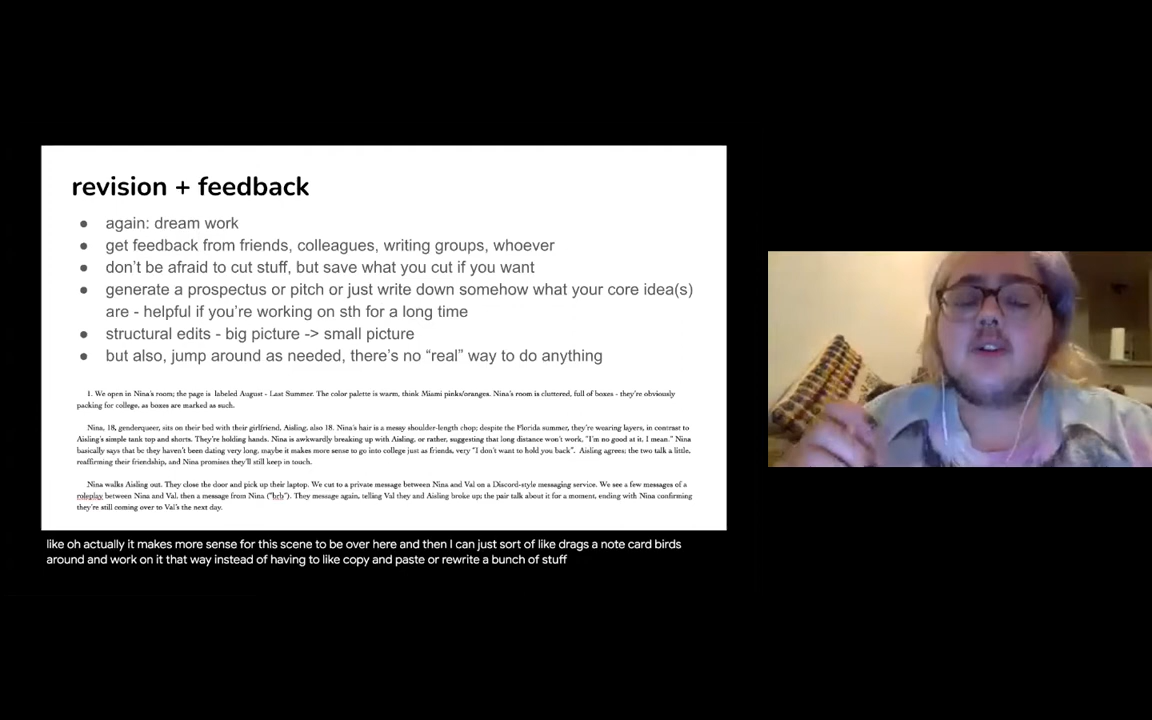 revision + feedback
● again: dream work
● get feedback from friends, colleagues, writing groups, whoever
● don't be afraid to cut stuff, but save what you cut if you want
● generate a prospectus or pitch or just write down somehow what your core idea(s)
are - helpful if you're working on sth for a long time
● structural edits - big picture -> small picture
● but also, jump around as needed, there's no “real” way to do anything
1. We open in Nina's room; the page is labeled August - Last Summer. The color palette is warm, think Miami pinks/oranges. Nina's room is cluttered, full of boxes - they're obviously
packing for college, as boxes are marked as such.
Nina, 18, genderqueer, sits on their bed with their girlfriend, Aisling, also 18. Nina's hair is a messy shoulder-length chop; despite the Florida summer, they're wearing layers, in contrast to
Aisling's simple tank top and shorts. They're holding hands. Nina is awkwardly breaking up with Aisling, or rather, suggesting that long distance won't work, “I'm no good at it, I mean.” Nina
basically says that bc they haven't been dating very long, maybe it makes more sense to go into college just as friends, very “I don't want to hold you back”. Aisling agrees; the two talk a little,
reaffirming their friendship, and Nina promises they'll still keep in touch.
Nina walks Aisling out. They close the door and pick up their laptop. We cut to a private message between Nina and Val on a Discord-style messaging service. We see a few messages of a
roleplay between Nina and Val, then a message from Nina (“brb”). They message again, telling Val they and Aisling broke up; the pair talk about it for a moment, ending with Nina confirming
they're still coming over to Val's the next day.
like oh actually it makes more sense for this scene to be over here and then I can just sort of like drags a note card birds
around and work on it that way instead of having to like copy and paste or rewrite a bunch of stuff